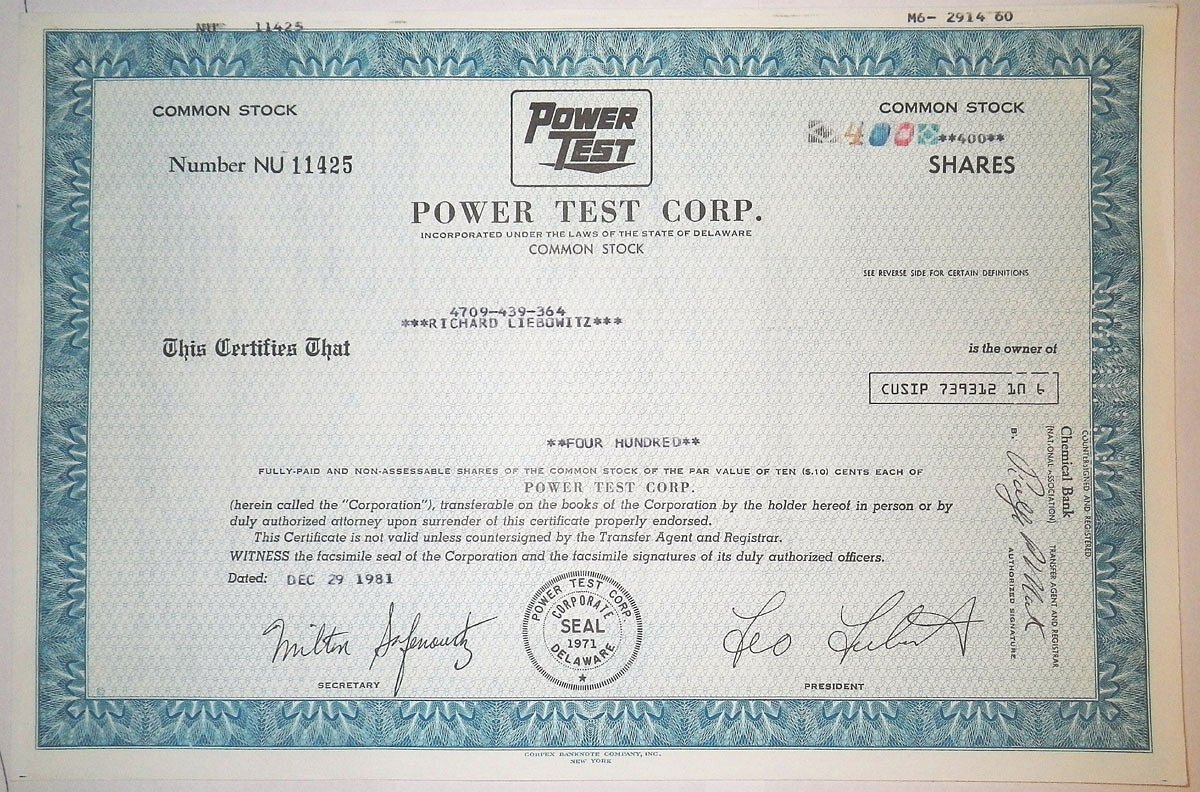 NU 11425
M6- 2914 60
COMMON STOCK
COMMON STOCK
POWER
TEST
400 **400**
Number NU 11425
SHARES
POWER TEST CORP.
INCORPORATED UNDER THE LAWS OF THE STATE OF DELAWARE
COMMON STOCK
SEE REVERSE SIDE FOR CERTAIN DEFINITIONS
4709-439-364
***RICHARD LIEBOWITZ***
This Certifies That
is the owner of
CUSIP 739312 10 6
**FOUR HUNDRED**
FULLY-PAID AND NON-ASSESSABLE SHARES OF THE COMMON STOCK OF THE PAR VALUE OF TEN ($.10) CENTS EACH OF
POWER TEST CORP.
(herein called the "Corporation"), transferable on the books of the Corporation by the holder hereof in person or by
duly authorized attorney upon surrender of this certificate properly endorsed.
This Certificate is not valid unless countersigned by the Transfer Agent and Registrar.
WITNESS the facsimile seal of the Corporation and the facsimile signatures of its duly authorized officers.
Dated: DEC 29 1981
COUNTERSIGNED AND REGISTERED:
Chemical Bank
(NATIONAL ASSOCIATION)
TRANSFER AGENT AND REGISTRAR
BY
AUTHORIZED SIGNATURE.
POWER TEST CORP.
CORPORATE
SEAL
1971
DELAWARE
Milton Safenowitz
SECRETARY
Leo Liebowitz
PRESIDENT
CORPEX BANKNOTE COMPANY, INC.
NEW YORK